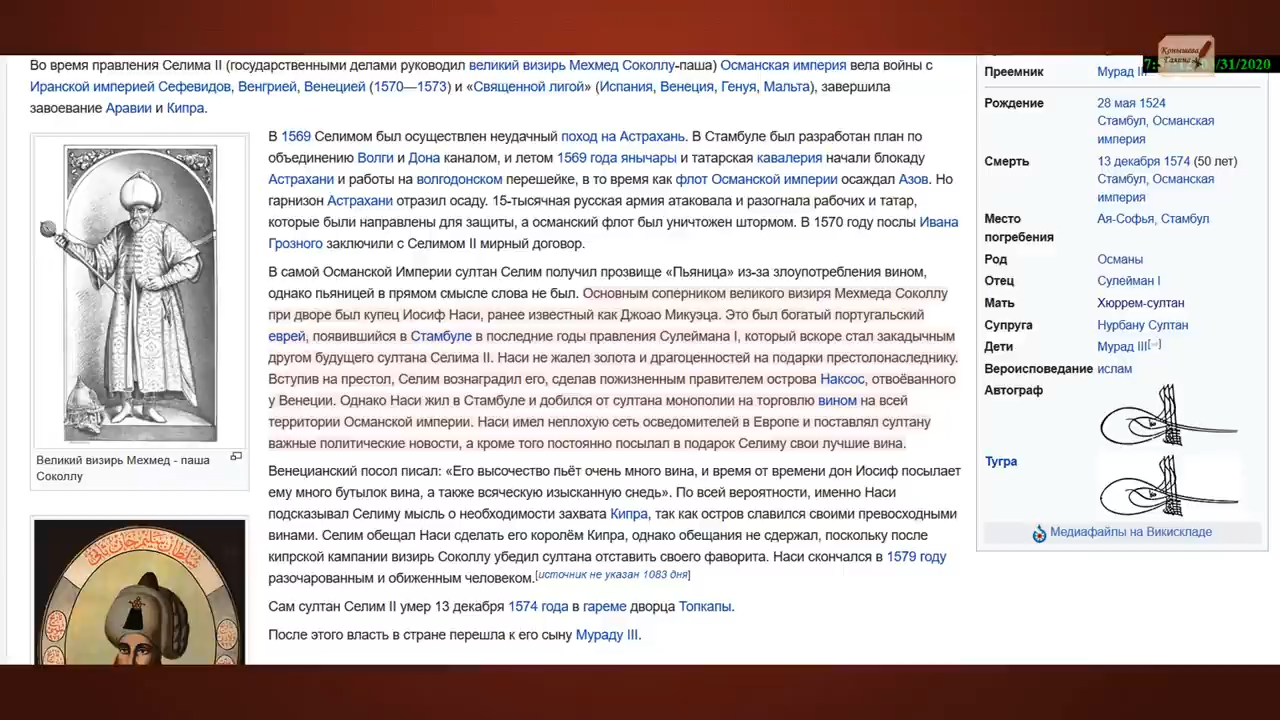 Во время правления Селима II (государственными делами руководил великий визирь Мехмед Соколлу-паша) Османская империя вела войны с
Иранской империей Сефевидов, Венгрией, Венецией (1570—1573) и «Священной лигой» (Испания, Венеция, Генуя, Мальта), завершила
завоевание Аравии и Кипра.
В 1569 Селимом был осуществлен неудачный поход на Астрахань. В Стамбуле был разработан план по
объединению Волги и Дона каналом, и летом 1569 года янычары и татарская кавалерия начали блокаду
Астрахани и работы на волгодонском перешейке, в то время как флот Османской империи осаждал Азов. Но
гарнизон Астрахани отразил осаду. 15-тысячная русская армия атаковала и разогнала рабочих и татар,
которые были направлены для защиты, а османский флот был уничтожен штормом. В 1570 году послы Ивана
Грозного заключили с Селимом II мирный договор.
В самой Османской Империи султан Селим получил прозвище «Пьяница» из-за злоупотребления вином,
однако пьяницей в прямом смысле слова не был. Основным соперником великого визиря Мехмеда Соколлу
при дворе был купец Иосиф Наси, ранее известный как Джоао Микуэца. Это был богатый португальский
еврей, появившийся в Стамбуле в последние годы правления Сулеймана I, который вскоре стал закадычным
другом будущего султана Селима II. Наси не жалел золота и драгоценностей на подарки престолонаследнику.
Вступив на престол, Селим вознаградил его, сделав пожизненным правителем острова Наксос, отвоёванного
у Венеции. Однако Наси жил в Стамбуле и добился от султана монополии на торговлю вином на всей
территории Османской империи. Наси имел неплохую сеть осведомителей в Европе и поставлял султану
важные политические новости, а кроме того постоянно посылал в подарок Селиму свои лучшие вина.
Великий визирь Мехмед - паша
Соколлу
Венецианский посол писал: «Его высочество пьёт очень много вина, и время от времени дон Иосиф посылает
ему много бутылок вина, а также всяческую изысканную снедь». По всей вероятности, именно Наси
подсказывал Селиму мысль о необходимости захвата Кипра, так как остров славился своими превосходными
винами. Селим обещал Наси сделать его королём Кипра, однако обещания не сдержал, поскольку после
кипрской кампании визирь Соколлу убедил султана отставить своего фаворита. Наси скончался в 1579 году
разочарованным и обиженным человеком.[источник не указан 1083 дня]
Сам султан Селим II умер 13 декабря 1574 года в гареме дворца Топкапы.
После этого власть в стране перешла к его сыну Мураду III.
Преемник Мурад III
Рождение 28 мая 1524
Стамбул, Османская
империя
Смерть 13 декабря 1574 (50 лет)
Стамбул, Османская
империя
Место Ая-Софья, Стамбул
погребения
Род Османы
Отец Сулейман I
Мать Хюррем-султан
Супруга Нурбану Султан
Дети Мурад III
Вероисповедание ислам
Автограф
Тугра
Медиафайлы на Викискладе
Копышева
Галина
/31/2020